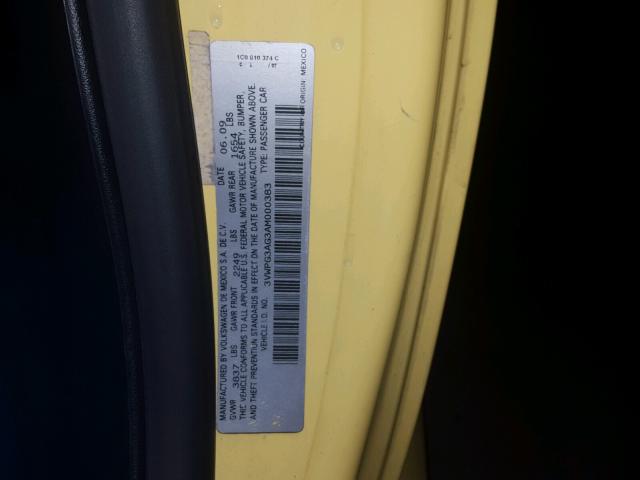 MANUFACTURED BY VOLKSWAGEN DE MEXICO S.A. DE C.V. DATE 06.09
GVWR 3837 LBS GAWR FRONT 2249 LBS GAWR REAR 1654 LBS
THIS VEHICLE CONFORMS TO ALL APPLICABLE U.S. FEDERAL MOTOR VEHICLE SAFETY, BUMPER,
AND THEFT PREVENTION STANDARDS IN EFFECT ON THE DATE OF MANUFACTURE SHOWN ABOVE.
VEHICLE I.D. NO. 3VWPG3AG3AM000383 TYPE: PASSENGER CAR
ORIGIN: MEXICO
1C0 010 374 C